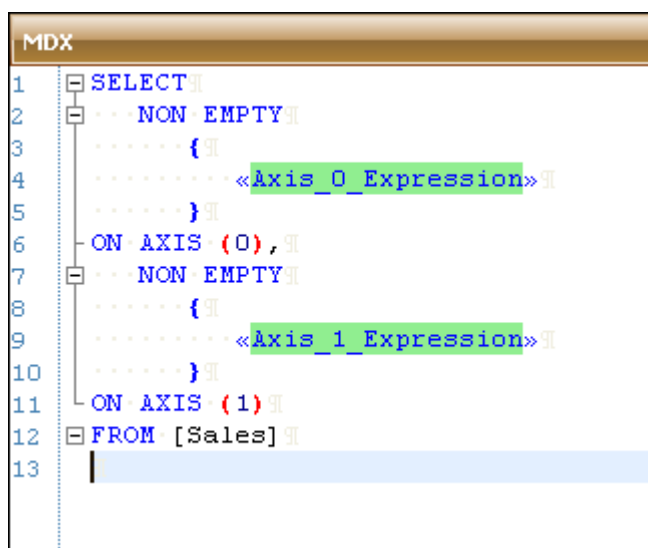 MDX
1 SELECT¶
2 NON EMPTY¶
3 {¶
4 «Axis_0_Expression»¶
5 }¶
6 ON AXIS (0),¶
7 NON EMPTY¶
8 {¶
9 «Axis_1_Expression»¶
10 }¶
11 ON AXIS (1)¶
12 FROM [Sales]¶
13 ¶